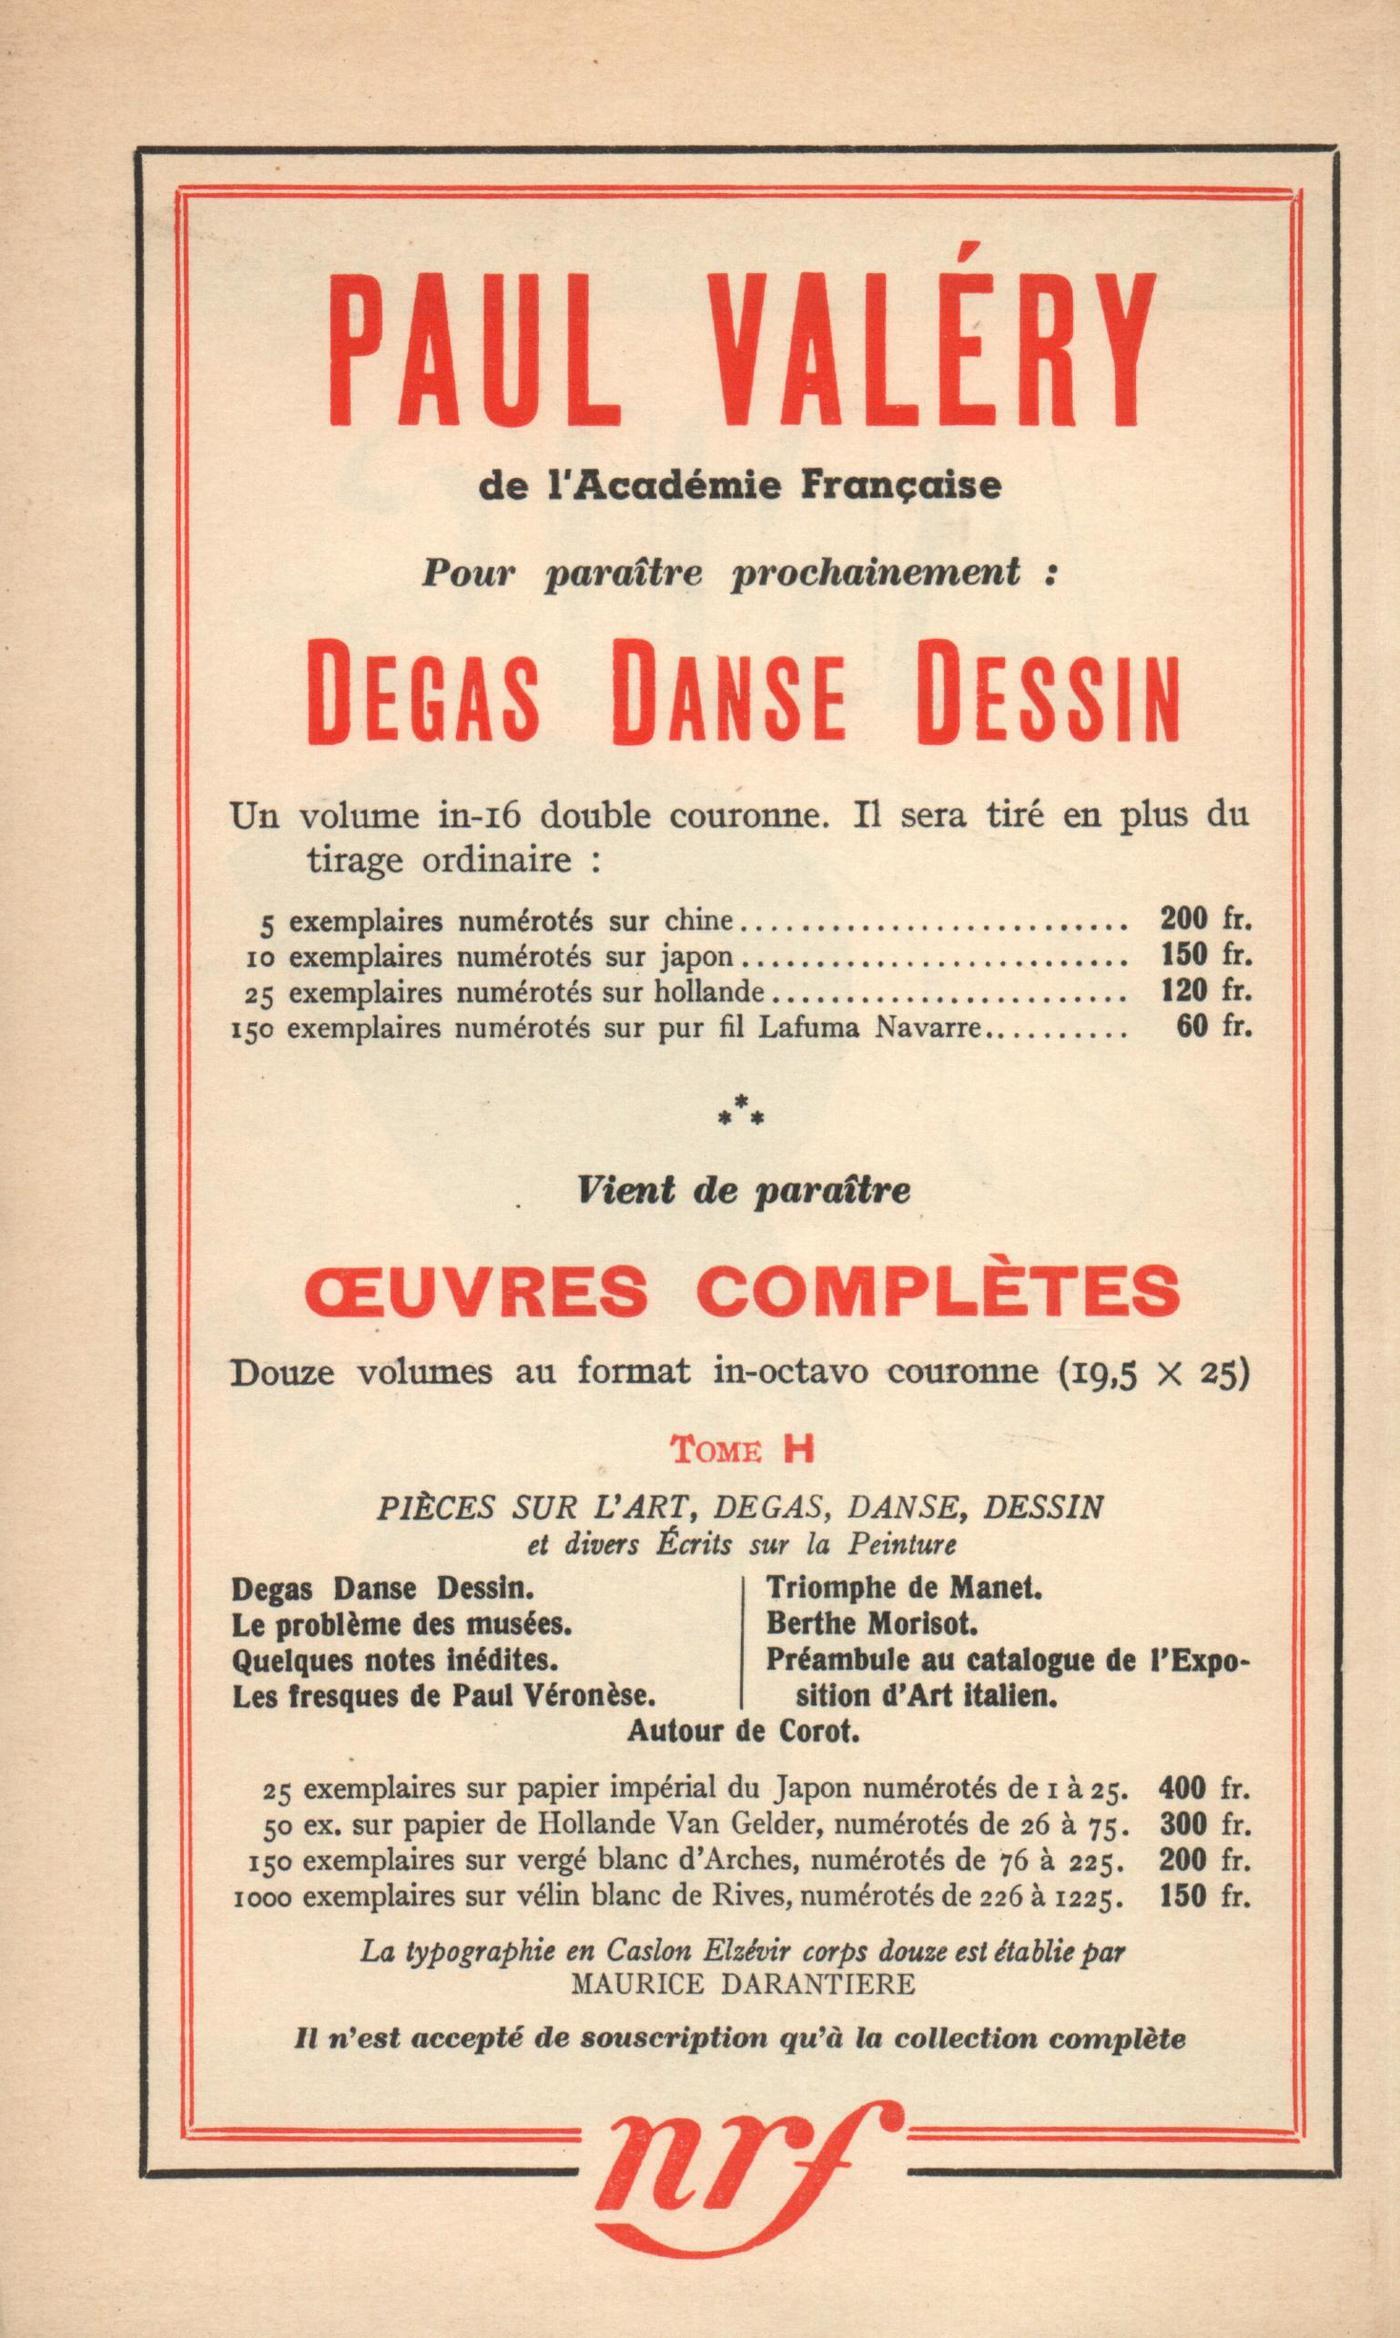 PAUL VALÉRY
de l'Académie Française
Pour paraître prochainement :
DEGAS DANSE DESSIN
Un volume in-16 double couronne. Il sera tiré en plus du
tirage ordinaire :
5 exemplaires numérotés sur chine........................... 200 fr.
10 exemplaires numérotés sur japon.......................... 150 fr.
25 exemplaires numérotés sur hollande........................ 120 fr.
150 exemplaires numérotés sur pur fil Lafuma Navarre.......... 60 fr.
***
Vient de paraître
ŒUVRES COMPLÈTES
Douze volumes au format in-octavo couronne (19,5 × 25)
TOME H
PIÈCES SUR L'ART, DEGAS, DANSE, DESSIN
et divers Écrits sur la Peinture
Degas Danse Dessin.
Le problème des musées.
Quelques notes inédites.
Les fresques de Paul Véronèse.
Triomphe de Manet.
Berthe Morisot.
Préambule au catalogue de l'Expo-
sition d'Art italien.
Autour de Corot.
25 exemplaires sur papier impérial du Japon numérotés de 1 à 25. 400 fr.
50 ex. sur papier de Hollande Van Gelder, numérotés de 26 à 75. 300 fr.
150 exemplaires sur vergé blanc d'Arches, numérotés de 76 à 225. 200 fr.
1000 exemplaires sur vélin blanc de Rives, numérotés de 226 à 1225. 150 fr.
La typographie en Caslon Elzévir corps douze est établie par
MAURICE DARANTIERE
Il n'est accepté de souscription qu'à la collection complète
nrf